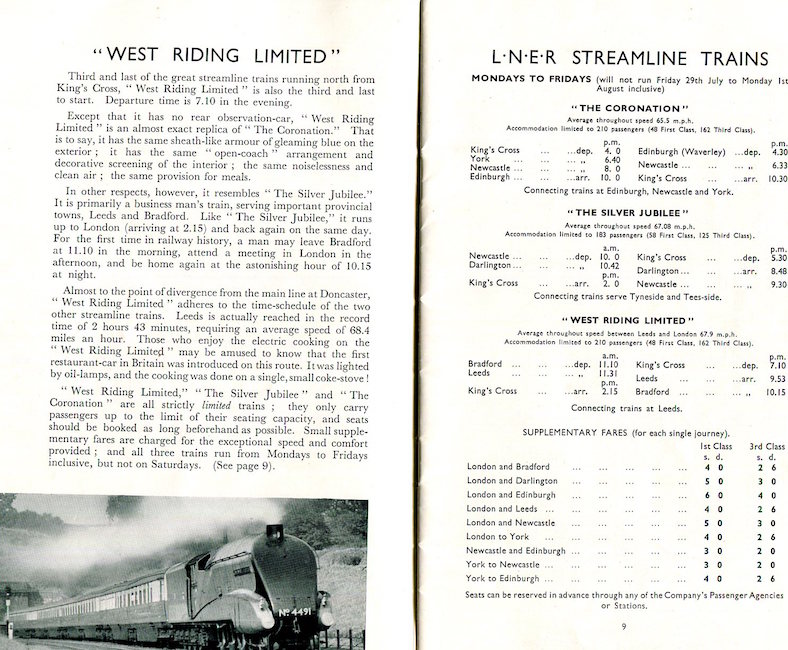 "WEST RIDING LIMITED"
Third and last of the great streamline trains running north from
King's Cross, "West Riding Limited" is also the third and last
to start. Departure time is 7.10 in the evening.
Except that it has no rear observation-car, "West Riding
Limited" is an almost exact replica of "The Coronation." That
is to say, it has the same sheath-like armour of gleaming blue on the
exterior; it has the same "open-coach" arrangement and
decorative screening of the interior; the same noiselessness and
clean air; the same provision for meals.
In other respects, however, it resembles "The Silver Jubilee."
It is primarily a business man's train, serving important provincial
towns, Leeds and Bradford. Like "The Silver Jubilee," it runs
up to London (arriving at 2.15) and back again on the same day.
For the first time in railway history, a man may leave Bradford
at 11.10 in the morning, attend a meeting in London in the
afternoon, and be home again at the astonishing hour of 10.15
at night.
Almost to the point of divergence from the main line at Doncaster,
"West Riding Limited" adheres to the time-schedule of the two
other streamline trains. Leeds is actually reached in the record
time of 2 hours 43 minutes, requiring an average speed of 68.4
miles an hour. Those who enjoy the electric cooking on the
"West Riding Limited" may be amused to know that the first
restaurant-car in Britain was introduced on this route. It was lighted
by oil-lamps, and the cooking was done on a single, small coke-stove!
"West Riding Limited," "The Silver Jubilee" and "The
Coronation" are all strictly limited trains; they only carry
passengers up to the limit of their seating capacity, and seats
should be booked as long beforehand as possible. Small supple-
mentary fares are charged for the exceptional speed and comfort
provided; and all three trains run from Mondays to Fridays
inclusive, but not on Saturdays. (See page 9).
No 4491
L·N·E·R STREAMLINE TRAINS
MONDAYS TO FRIDAYS (will not run Friday 29th July to Monday 1st
August inclusive)
"THE CORONATION"
Average throughout speed 65.5 m.p.h.
Accommodation limited to 210 passengers (48 First Class, 162 Third Class).
p.m. p.m.
King's Cross ... ...dep. 4. 0 Edinburgh (Waverley) ...dep. 4.30
York ... ... ... „ 6.40
Newcastle ... ... ... „ 8. 0 Newcastle ... ... ... „ 6.33
Edinburgh ... ... ...arr. 10. 0 King's Cross ... ...arr. 10.30
Connecting trains at Edinburgh, Newcastle and York.
"THE SILVER JUBILEE"
Average throughout speed 67.08 m.p.h.
Accommodation limited to 183 passengers (58 First Class, 125 Third Class).
a.m. p.m.
Newcastle ... ...dep. 10. 0 King's Cross ... ...dep. 5.30
Darlington ... ... ... „ 10.42 Darlington ... ... ...arr. 8.48
p.m.
King's Cross ... ...arr. 2. 0 Newcastle ... ... ... „ 9.30
Connecting trains serve Tyneside and Tees-side.
"WEST RIDING LIMITED"
Average throughout speed between Leeds and London 67.9 m.p.h.
Accommodation limited to 210 passengers (48 First Class, 162 Third Class).
a.m. p.m.
Bradford ... ...dep. 11.10 King's Cross ... ...dep. 7.10
Leeds ... ... ... „ 11.31 Leeds ... ... ...arr. 9.53
p.m.
King's Cross ... ...arr. 2.15 Bradford ... ... ... „ 10.15
Connecting trains at Leeds.
SUPPLEMENTARY FARES (for each single journey).
1st Class 3rd Class
s. d. s. d.
London and Bradford ... ... ... ... 4 0 2 6
London and Darlington ... ... ... ... 5 0 3 0
London and Edinburgh ... ... ... ... 6 0 4 0
London and Leeds ... ... ... ... ... 4 0 2 6
London and Newcastle ... ... ... ... 5 0 3 0
London to York ... ... ... ... ... 4 0 2 6
Newcastle and Edinburgh ... ... ... ... 3 0 2 0
York to Newcastle ... ... ... ... ... 3 0 2 0
York to Edinburgh ... ... ... ... ... 4 0 2 6
Seats can be reserved in advance through any of the Company's Passenger Agencies
or Stations.
9